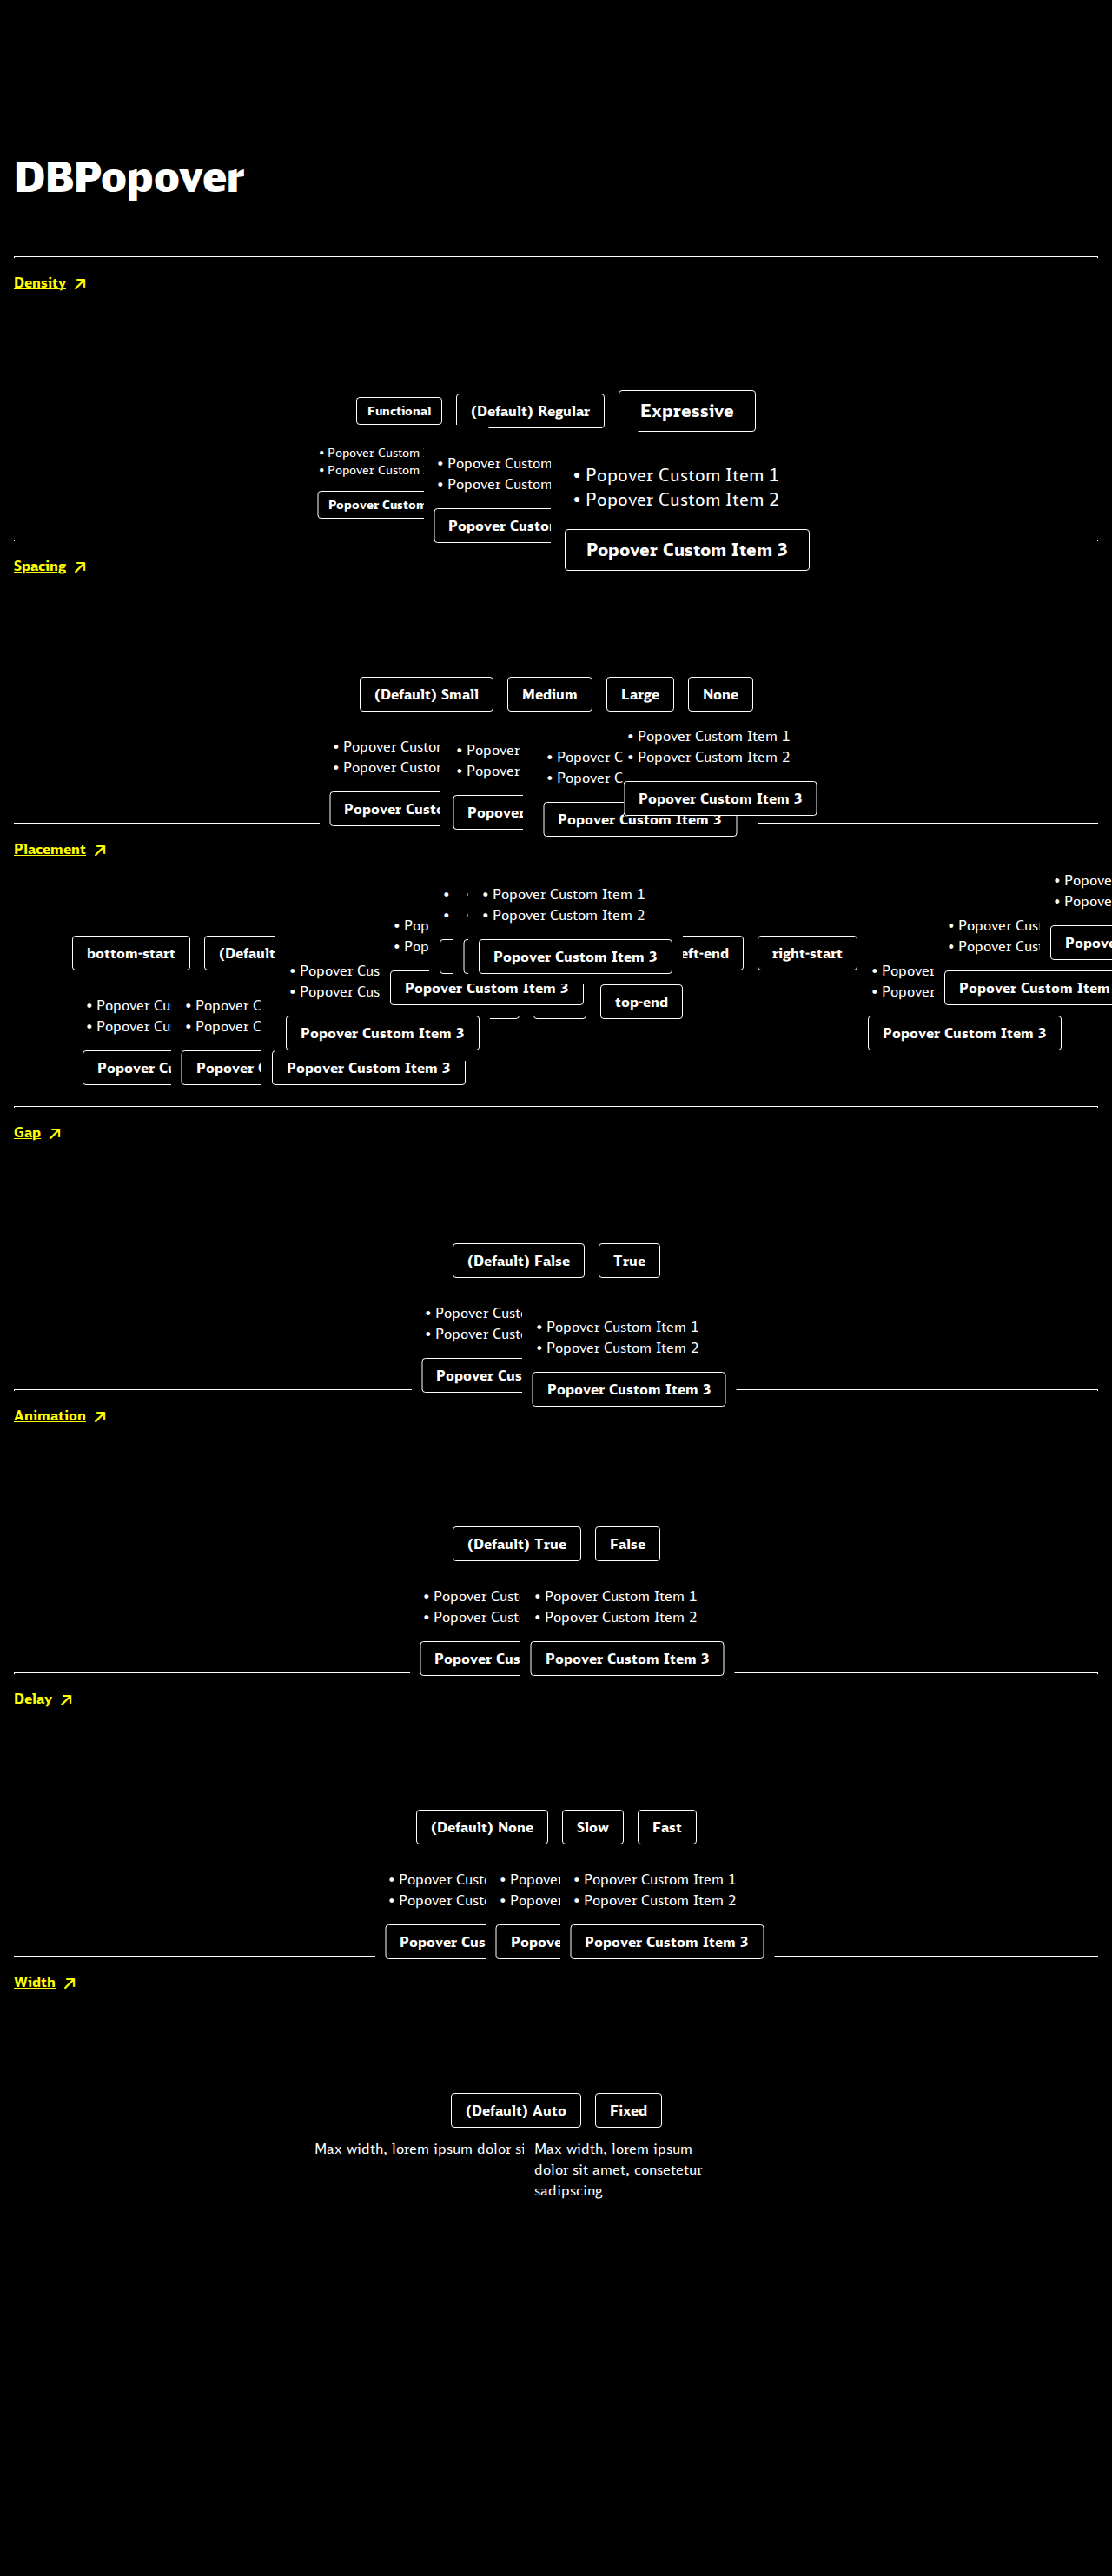 DBPopover
Density
Functional (Default) Regular Expressive
• Popover Custom • Popover Custom • Popover Custom Item 1
• Popover Custom • Popover Custom • Popover Custom Item 2
Popover Custom Popover Custo Popover Custom Item 3
Spacing
(Default) Small Medium Large None
• Popover Custom Item 1
• Popover Custom Item 2
• Popover Custo • Popover • Popover C
• Popover Custo • Popover • Popover C
Popover Custom Item 3
Popover Custo Popover Popover Custom Item 3
Placement
• Popove
• Popove
• Popover Custom Item 1
• Popover Custom Item 2
• Pop • Popover Cus
• Pop • Popover Cus
bottom-start (Default Popover Custom Item 3 eft-end right-start Popove
• Popover Cus • Popover
• Popover Cus • Popover
Popover Custom Item 3 top-end Popover Custom Item
• Popover Cu • Popover C
• Popover Cu • Popover C
Popover Custom Item 3 Popover Custom Item 3
Popover Cu Popover Popover Custom Item 3
Gap
(Default) False True
• Popover Custo • Popover Custom Item 1
• Popover Custo • Popover Custom Item 2
Popover Cus Popover Custom Item 3
Animation
(Default) True False
• Popover Cust • Popover Custom Item 1
• Popover Cust • Popover Custom Item 2
Popover Cus Popover Custom Item 3
Delay
(Default) None Slow Fast
• Popover Cust • Popover • Popover Custom Item 1
• Popover Cust • Popover • Popover Custom Item 2
Popover Cus Popove Popover Custom Item 3
Width
(Default) Auto Fixed
Max width, lorem ipsum dolor si Max width, lorem ipsum
dolor sit amet, consetetur
sadipscing